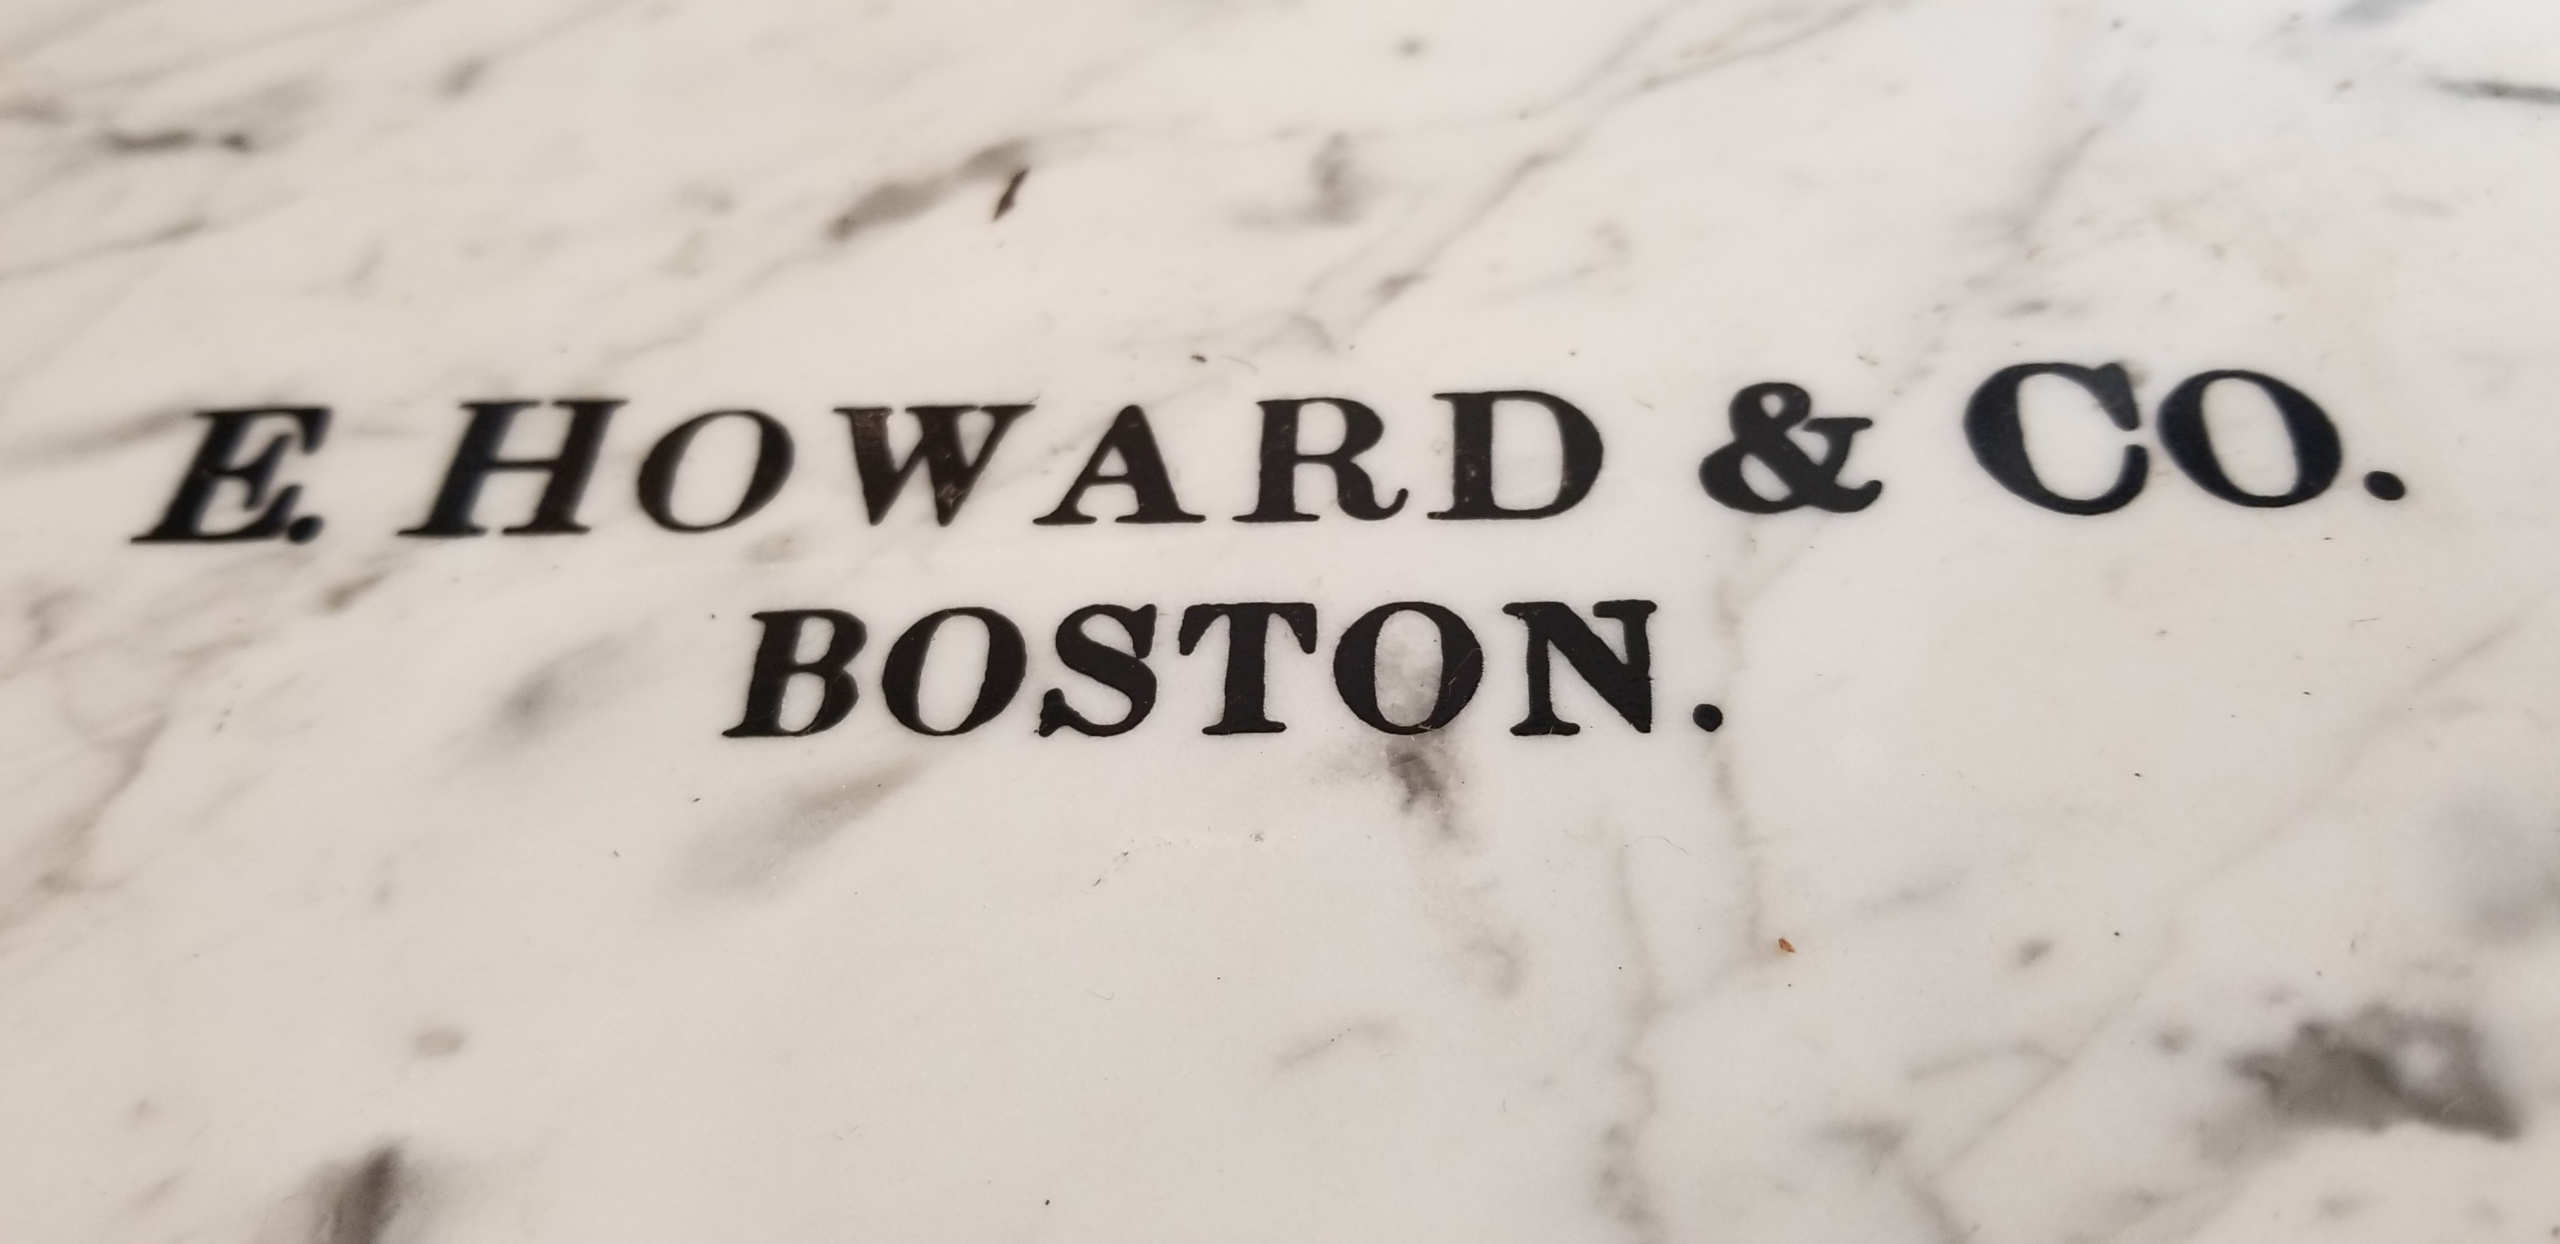 E. HOWARD & CO.
BOSTON.